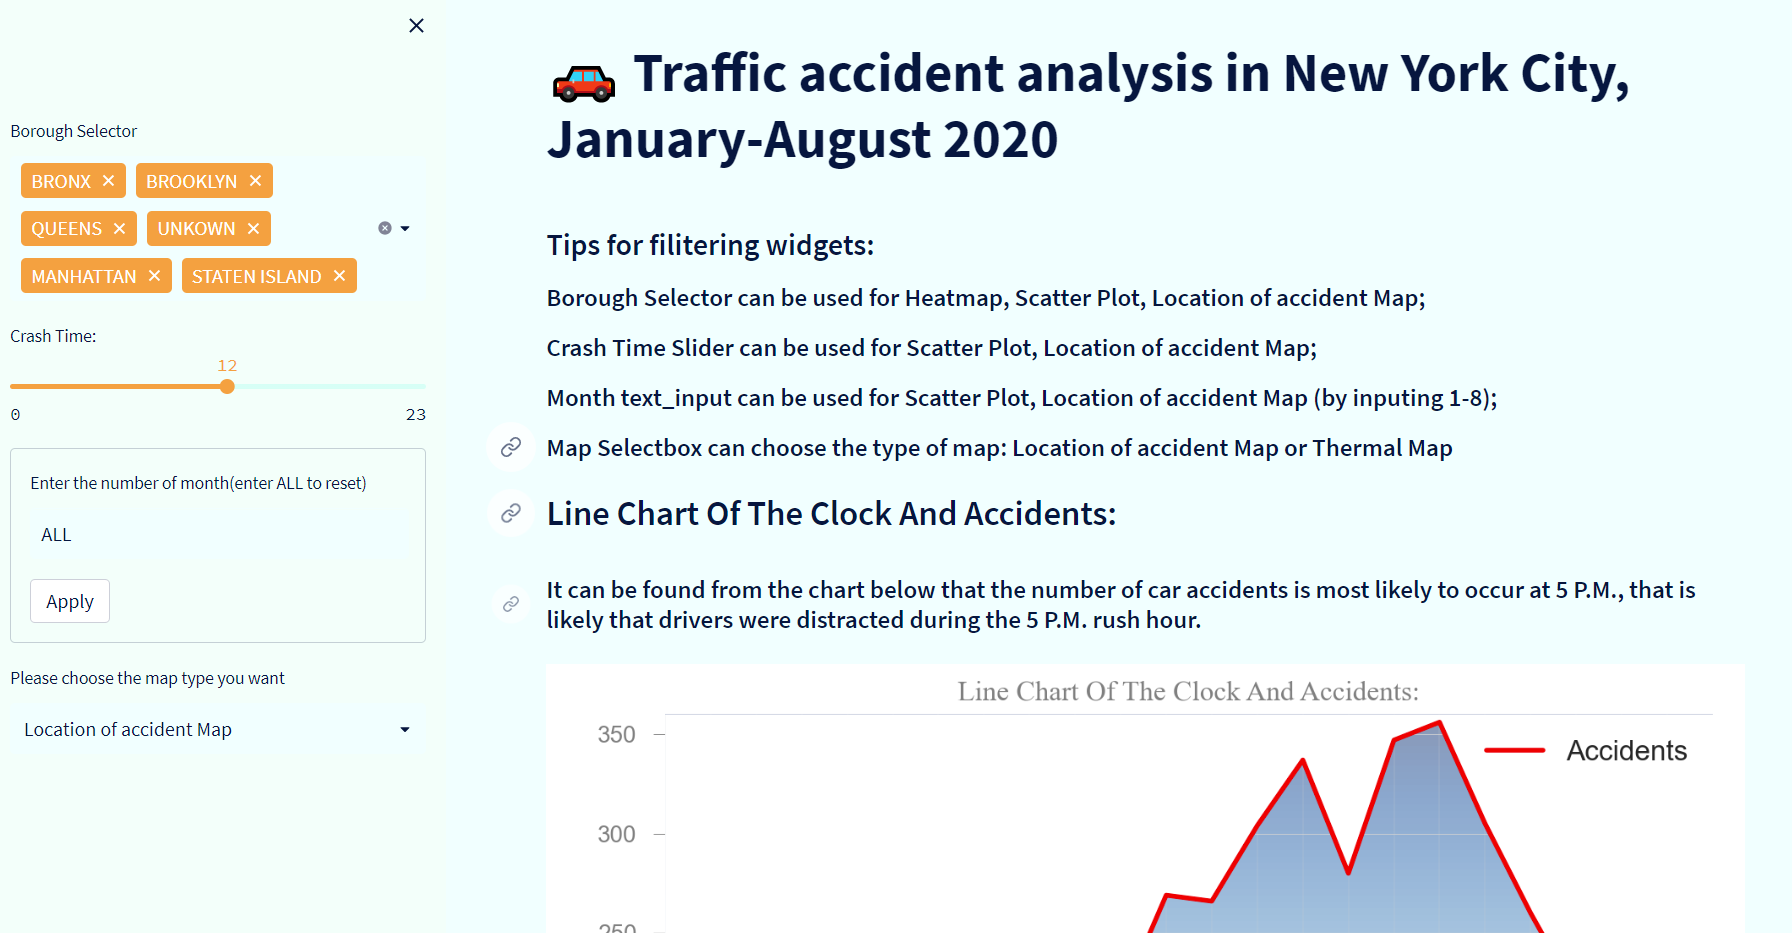 Borough Selector
BRONX
BROOKLYN
QUEENS
UNKOWN
MANHATTAN
STATEN ISLAND
Crash Time:
12
0
23
Enter the number of month(enter ALL to reset)
ALL
Apply
Please choose the map type you want
Location of accident Map
Traffic accident analysis in New York City,
January-August 2020
Tips for filitering widgets:
Borough Selector can be used for Heatmap, Scatter Plot, Location of accident Map;
Crash Time Slider can be used for Scatter Plot, Location of accident Map;
Month text_input can be used for Scatter Plot, Location of accident Map (by inputing 1-8);
Map Selectbox can choose the type of map: Location of accident Map or Thermal Map
Line Chart Of The Clock And Accidents:
It can be found from the chart below that the number of car accidents is most likely to occur at 5 P.M., that is
likely that drivers were distracted during the 5 P.M. rush hour.
Line Chart Of The Clock And Accidents:
350
Accidents
300
250